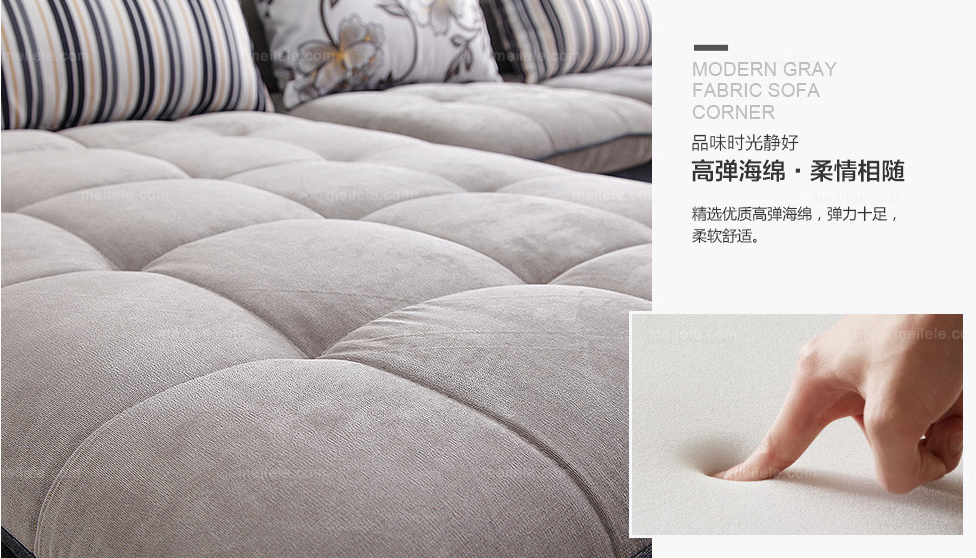 MODERN GRAY
FABRIC SOFA
CORNER
品味时光静好
高弹海绵·柔情相随
精选优质高弹海绵，弹力十足，
柔软舒适。
meilele.com